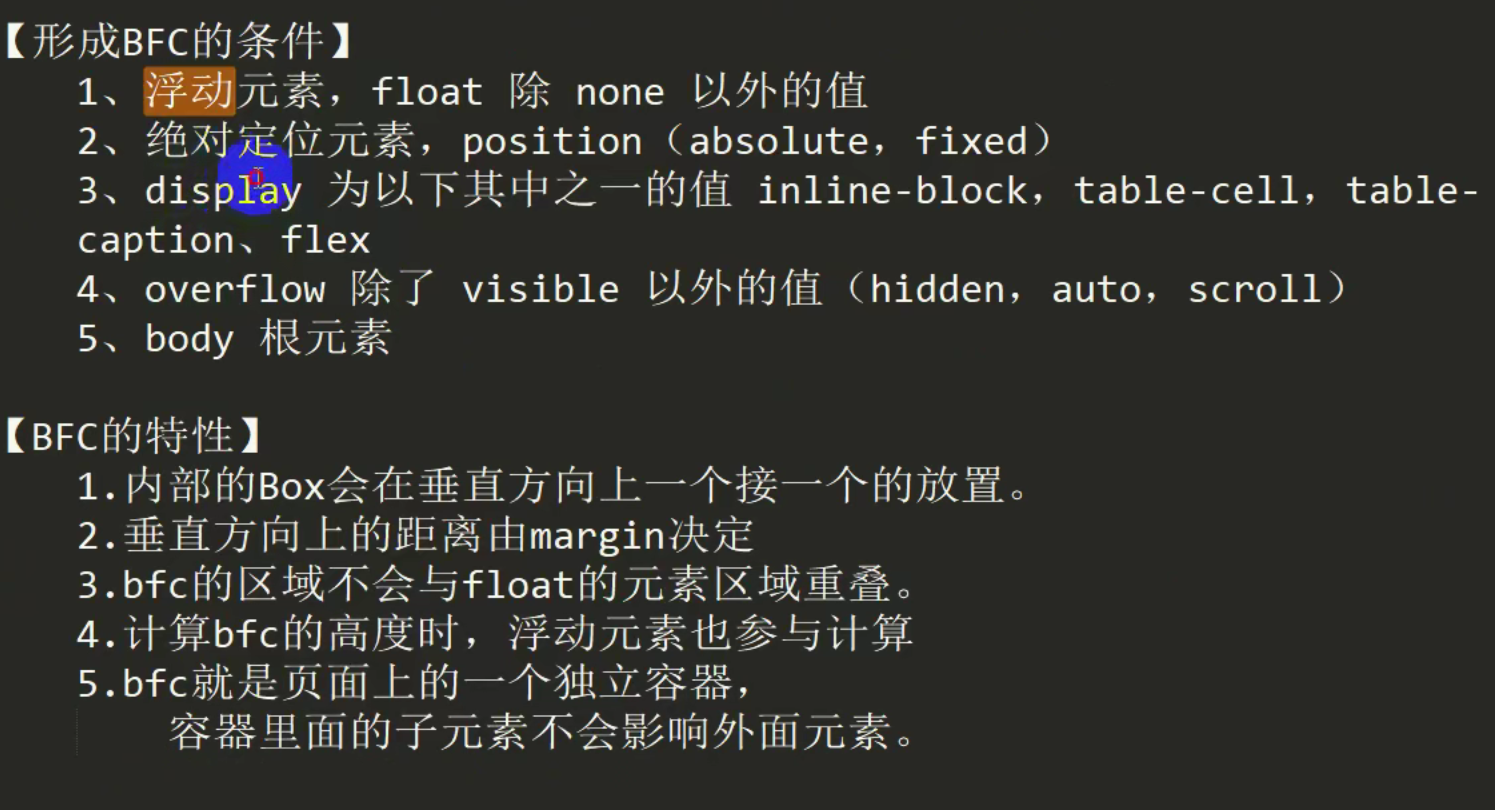 【形成BFC的条件】
1、浮动元素，float 除 none 以外的值
2、绝对定位元素，position（absolute，fixed）
3、display 为以下其中之一的值 inline-block，table-cell，table-
caption、flex
4、overflow 除了 visible 以外的值（hidden，auto，scroll）
5、body 根元素
【BFC的特性】
1.内部的Box会在垂直方向上一个接一个的放置。
2.垂直方向上的距离由margin决定
3.bfc的区域不会与float的元素区域重叠。
4.计算bfc的高度时，浮动元素也参与计算
5.bfc就是页面上的一个独立容器，
容器里面的子元素不会影响外面元素。